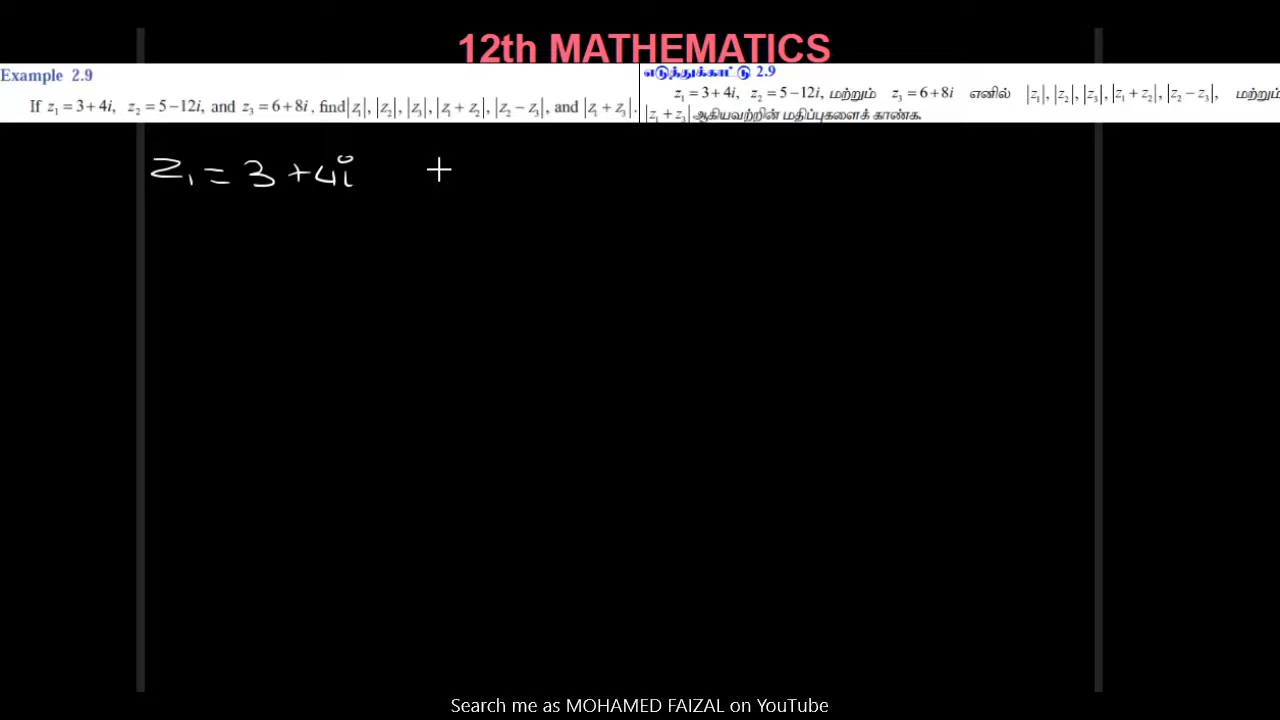 12th MATHEMATICS
Example 2.9
If z₁ = 3 + 4i, z₂ = 5 − 12i, and z₃ = 6 + 8i, find |z₁|, |z₂|, |z₃|, |z₁ + z₂|, |z₂ − z₃|, and |z₁ + z₃|.
எடுத்துக்காட்டு 2.9
z₁ = 3 + 4i, z₂ = 5 − 12i, மற்றும் z₃ = 6 + 8i எனில் |z₁|, |z₂|, |z₃|, |z₁ + z₂|, |z₂ − z₃|, மற்றும்
|z₁ + z₃| ஆகியவற்றின் மதிப்புகளைக் காண்க.
z₁ = 3 + 4i
Search me as MOHAMED FAIZAL on YouTube